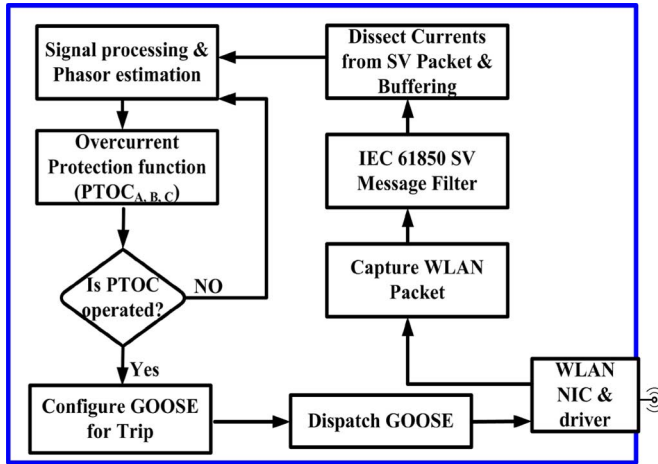 Signal processing &
Phasor estimation
Dissect Currents
from SV Packet &
Buffering
Overcurrent
Protection function
(PTOCA, B, C)
IEC 61850 SV
Message Filter
Is PTOC
operated?
NO
Capture WLAN
Packet
Yes
WLAN
NIC &
driver
Configure GOOSE
for Trip
Dispatch GOOSE